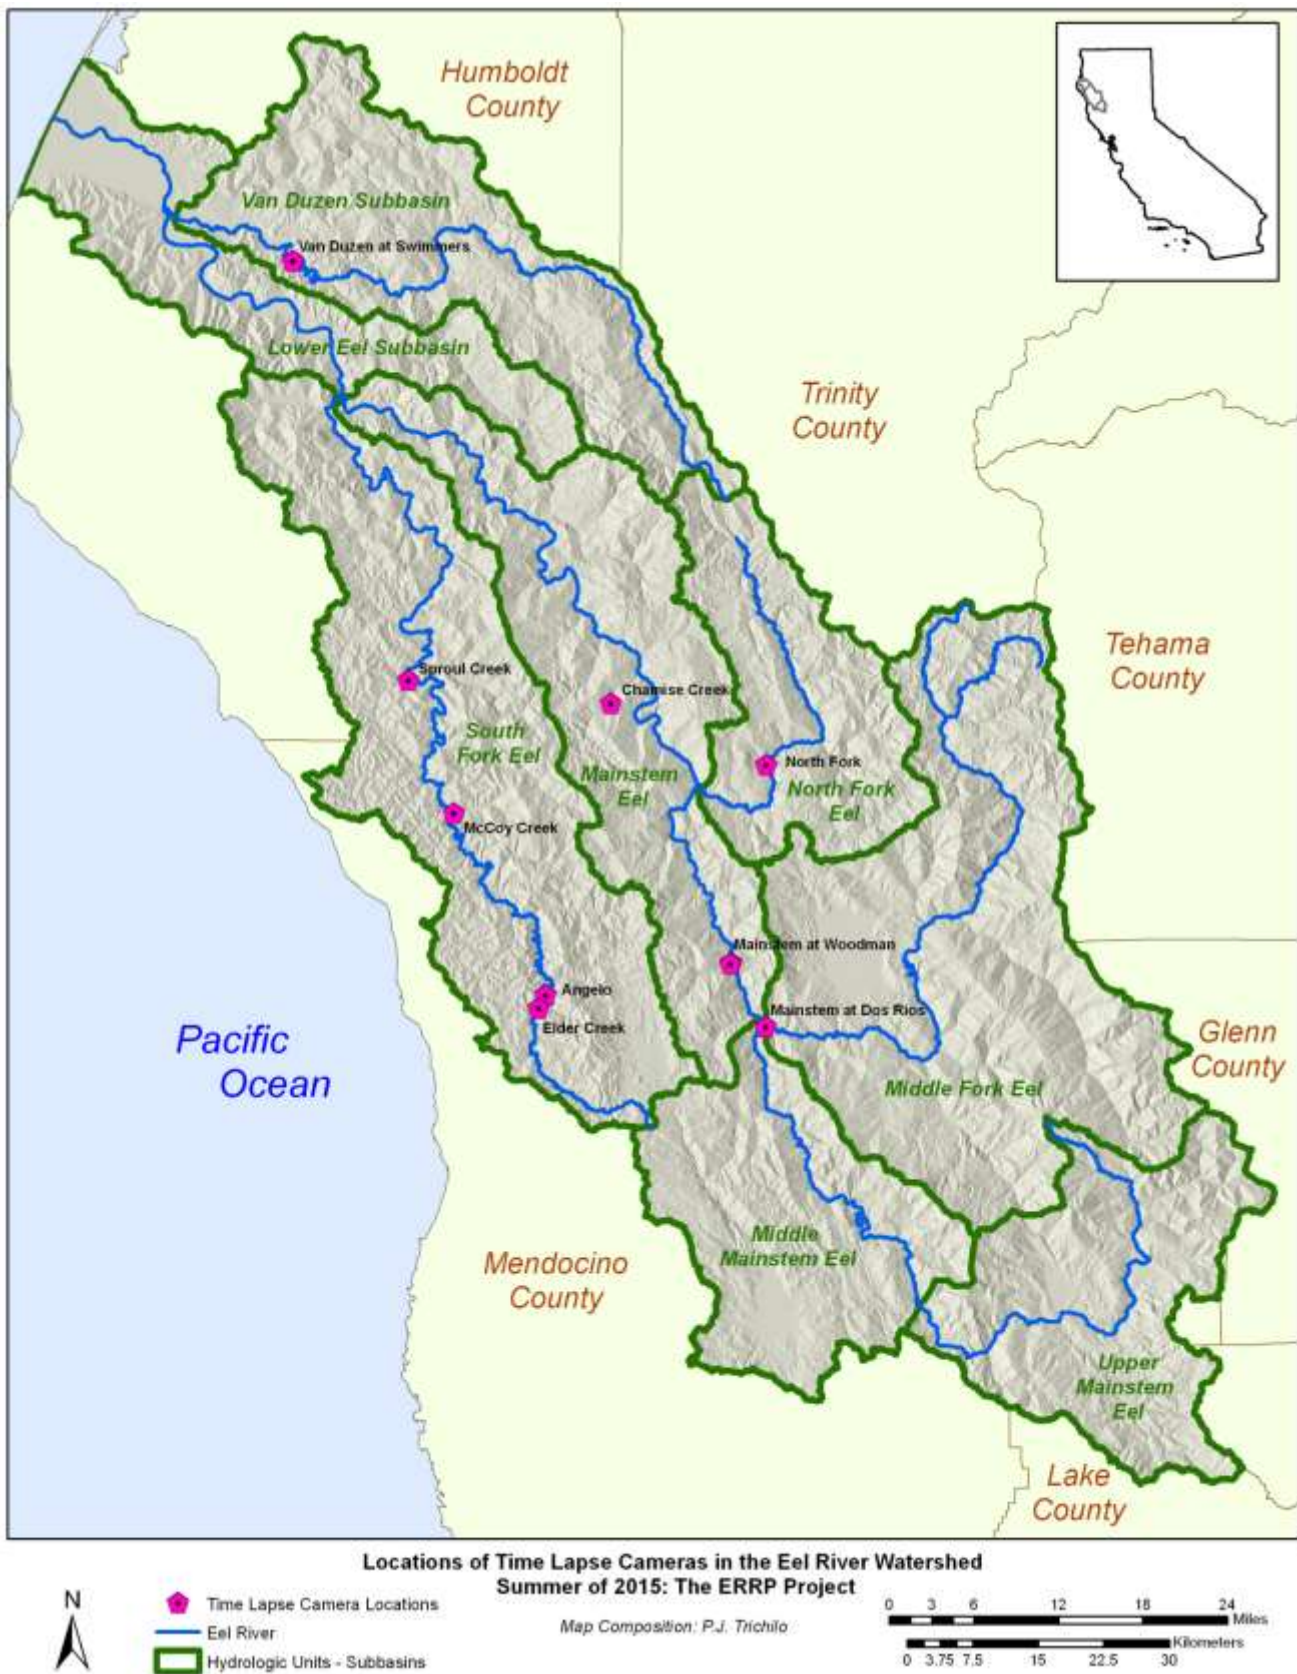 Humboldt
County
Van Duzen Subbasin
Van Duzen at Swimmers
Lower Eel Subbasin
Trinity
County
Tehama
County
Sproul Creek
Chamise Creek
South
Fork Eel
Mainstem
Eel
North Fork
North Fork
Eel
McCoy Creek
Mainstem at Woodman
Angelo
Elder Creek
Mainstem at Dos Rios
Pacific
Ocean
Glenn
County
Middle Fork Eel
Mendocino
County
Middle
Mainstem Eel
Upper
Mainstem
Eel
Lake
County
Locations of Time Lapse Cameras in the Eel River Watershed
Summer of 2015: The ERRP Project
Map Composition: P.J. Trichilo
N
Time Lapse Camera Locations
Eel River
Hydrologic Units - Subbasins
0 3 6 12 18 24
Miles
Kilometers
0 3.75 7.5 15 22.5 30